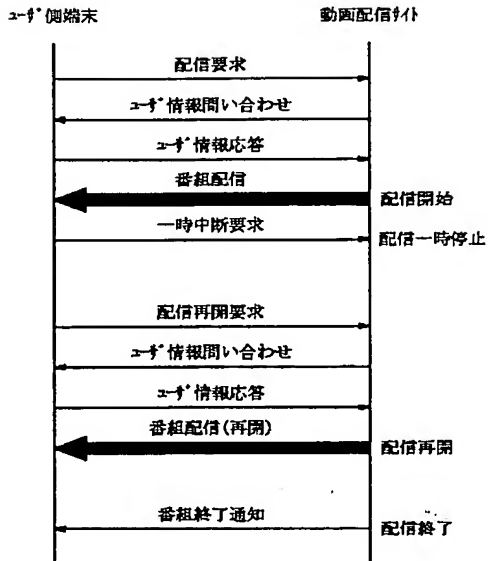 ﾕｰｻﾞ側端末
動画配信ｻｲﾄ
配信要求
ﾕｰｻﾞ情報問い合わせ
ﾕｰｻﾞ情報応答
番組配信
配信開始
一時中断要求
配信一時停止
配信再開要求
ﾕｰｻﾞ情報問い合わせ
ﾕｰｻﾞ情報応答
番組配信(再開)
配信再開
番組終了通知
配信終了